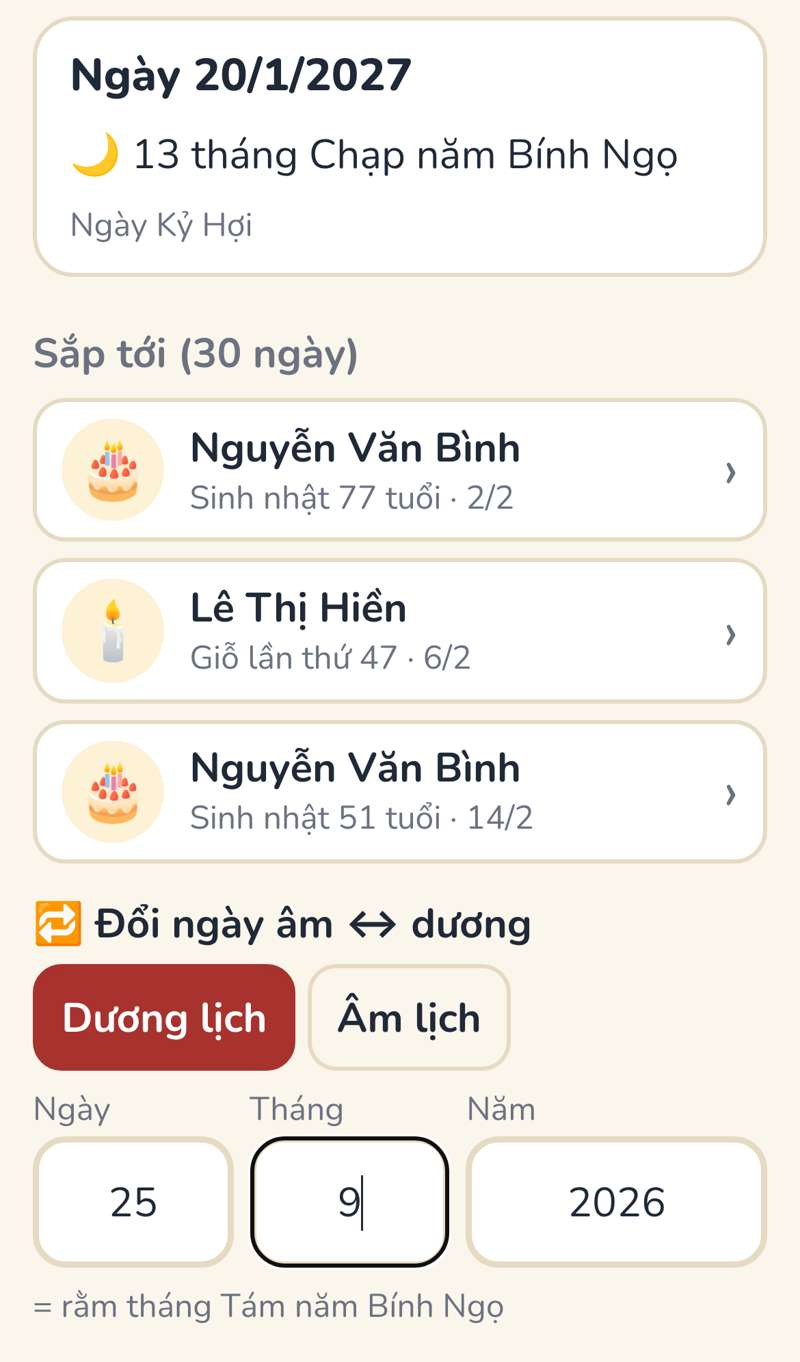 Ngày 20/1/2027
🌙 13 tháng Chạp năm Bính Ngọ
Ngày Kỷ Hợi
Sắp tới (30 ngày)
Nguyễn Văn Bình
Sinh nhật 77 tuổi · 2/2
Lê Thị Hiền
Giỗ lần thứ 47 · 6/2
Nguyễn Văn Bình
Sinh nhật 51 tuổi · 14/2
🔁 Đổi ngày âm ↔ dương
Dương lịch Âm lịch
Ngày Tháng Năm
25 9 2026
= rằm tháng Tám năm Bính Ngọ